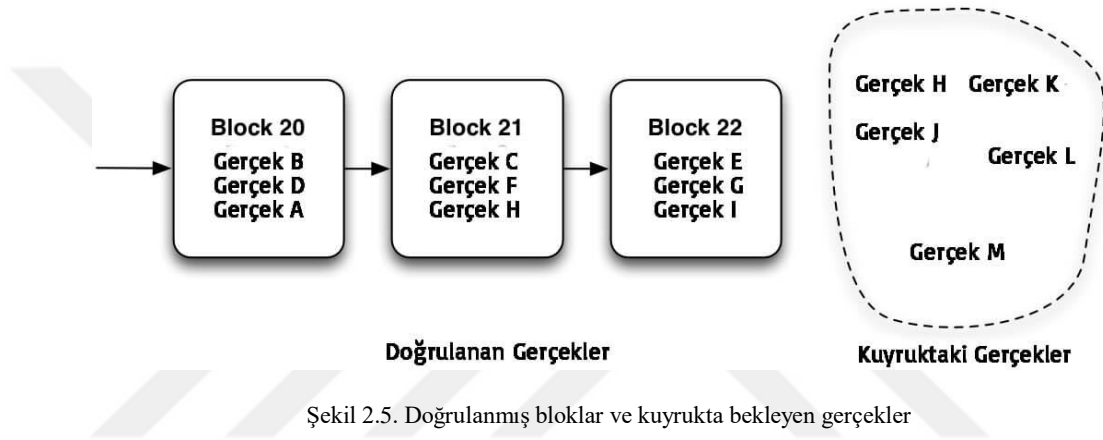 Block 20
Gerçek B
Gerçek D
Gerçek A
Block 21
Gerçek C
Gerçek F
Gerçek H
Block 22
Gerçek E
Gerçek G
Gerçek I
Gerçek H
Gerçek K
Gerçek J
Gerçek L
Gerçek M
Doğrulanan Gerçekler
Kuyruktaki Gerçekler
Şekil 2.5. Doğrulanmış bloklar ve kuyrukta bekleyen gerçekler